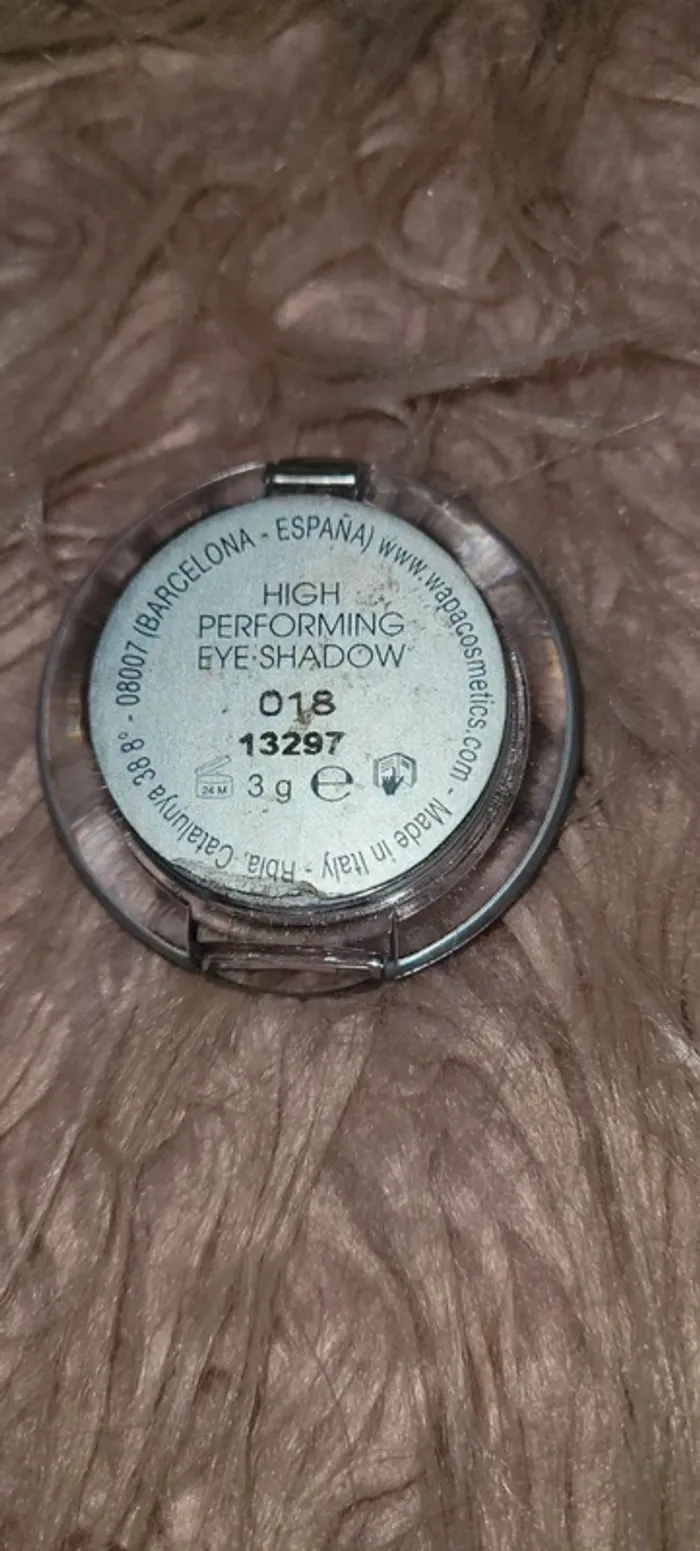 HIGH
PERFORMING
EYE SHADOW
018
13297
24 M 3 g e
www.wapacosmetics.com - Made in Italy - Rbla. Catalunya 38 8º - 08007 (BARCELONA - ESPAÑA)